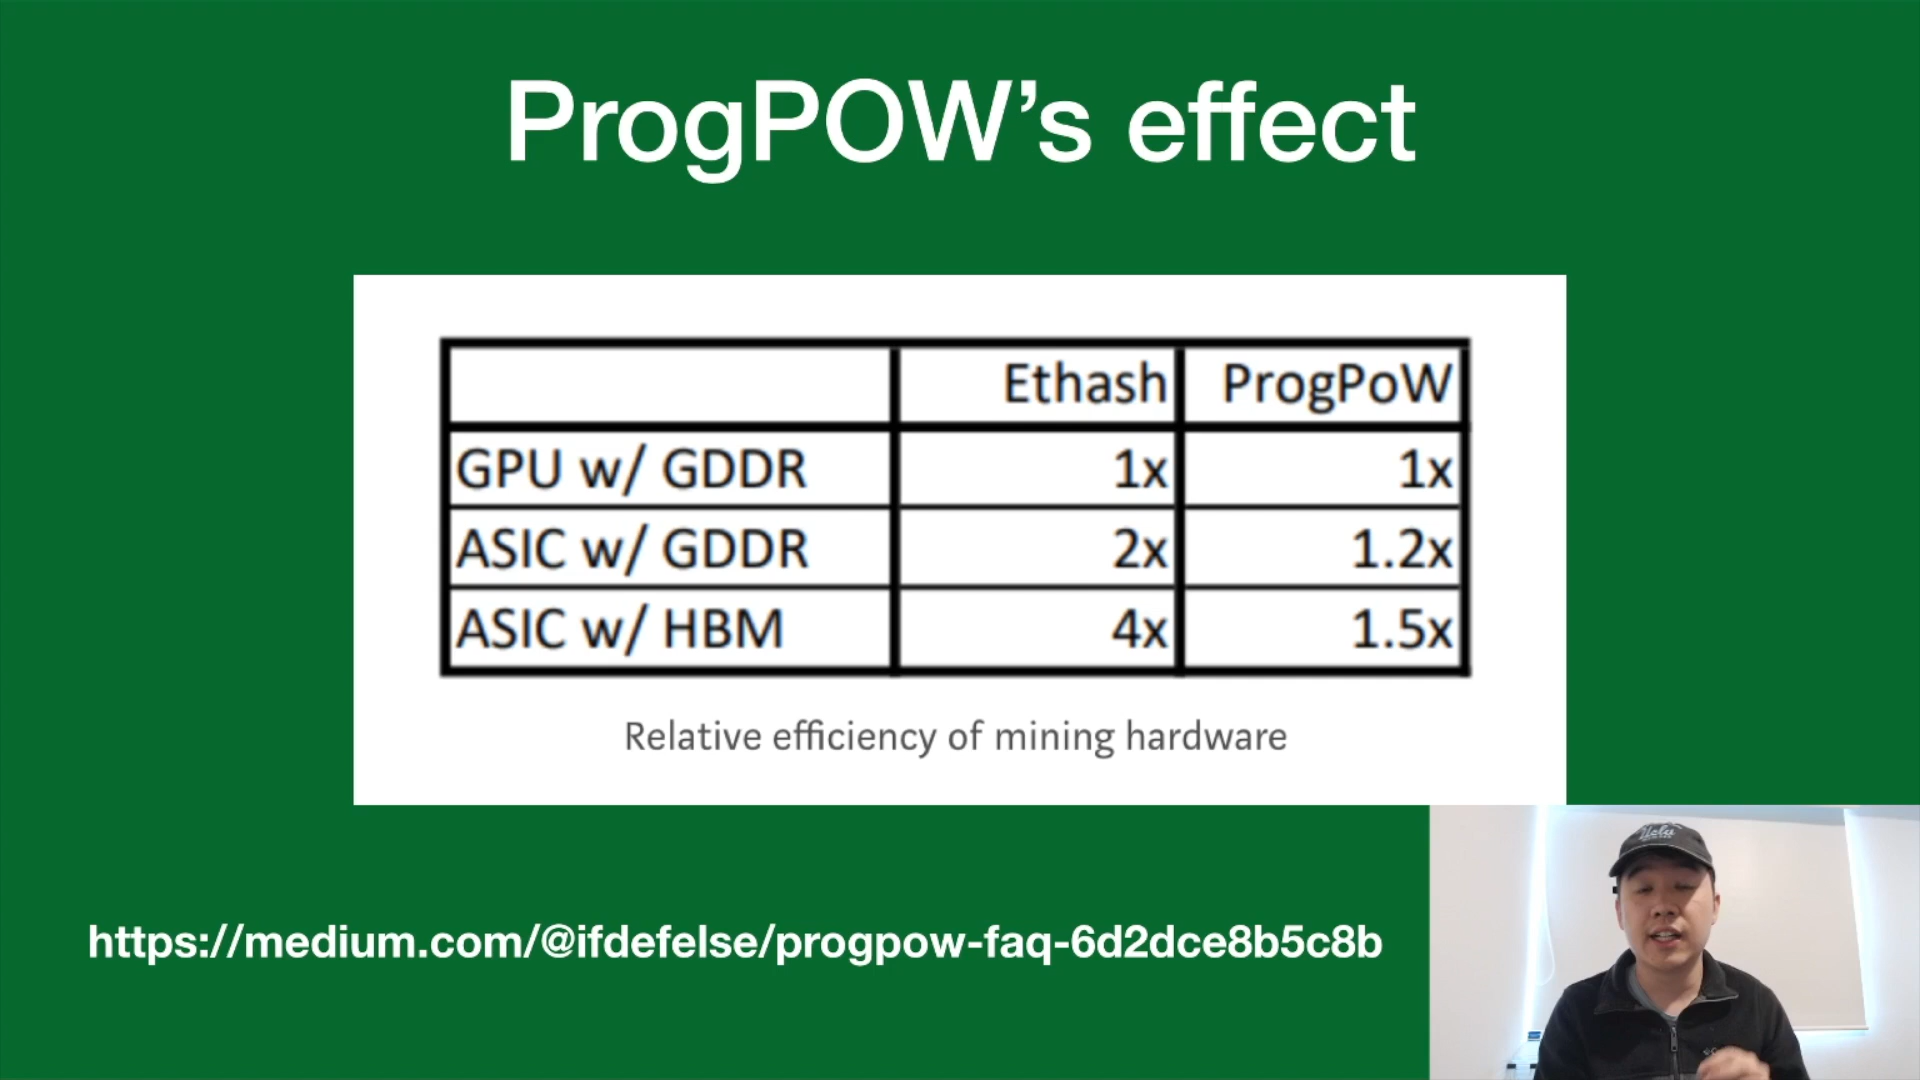 ProgPOW’s effect
Ethash ProgPoW
GPU w/ GDDR 1x 1x
ASIC w/ GDDR 2x 1.2x
ASIC w/ HBM 4x 1.5x
Relative efficiency of mining hardware
https://medium.com/@ifdefelse/progpow-faq-6d2dce8b5c8b
Ucla